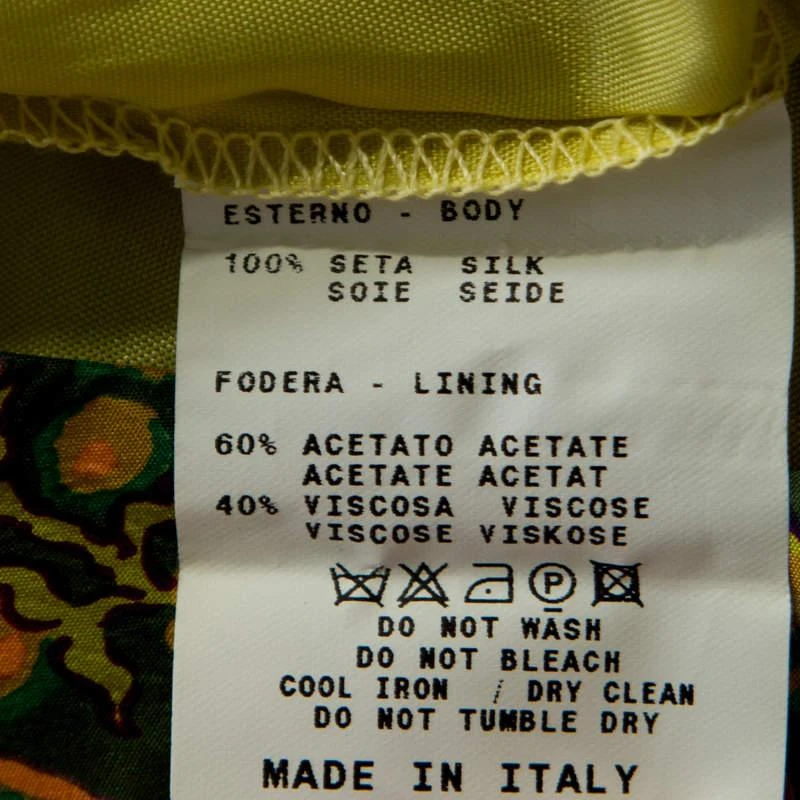 ESTERNO - BODY
100% SETA SILK
SOIE SEIDE
FODERA - LINING
60% ACETATO ACETATE
ACETATE ACETAT
40% VISCOSA VISCOSE
VISCOSE VISKOSE
P
DO NOT WASH
DO NOT BLEACH
COOL IRON / DRY CLEAN
DO NOT TUMBLE DRY
MADE IN ITALY